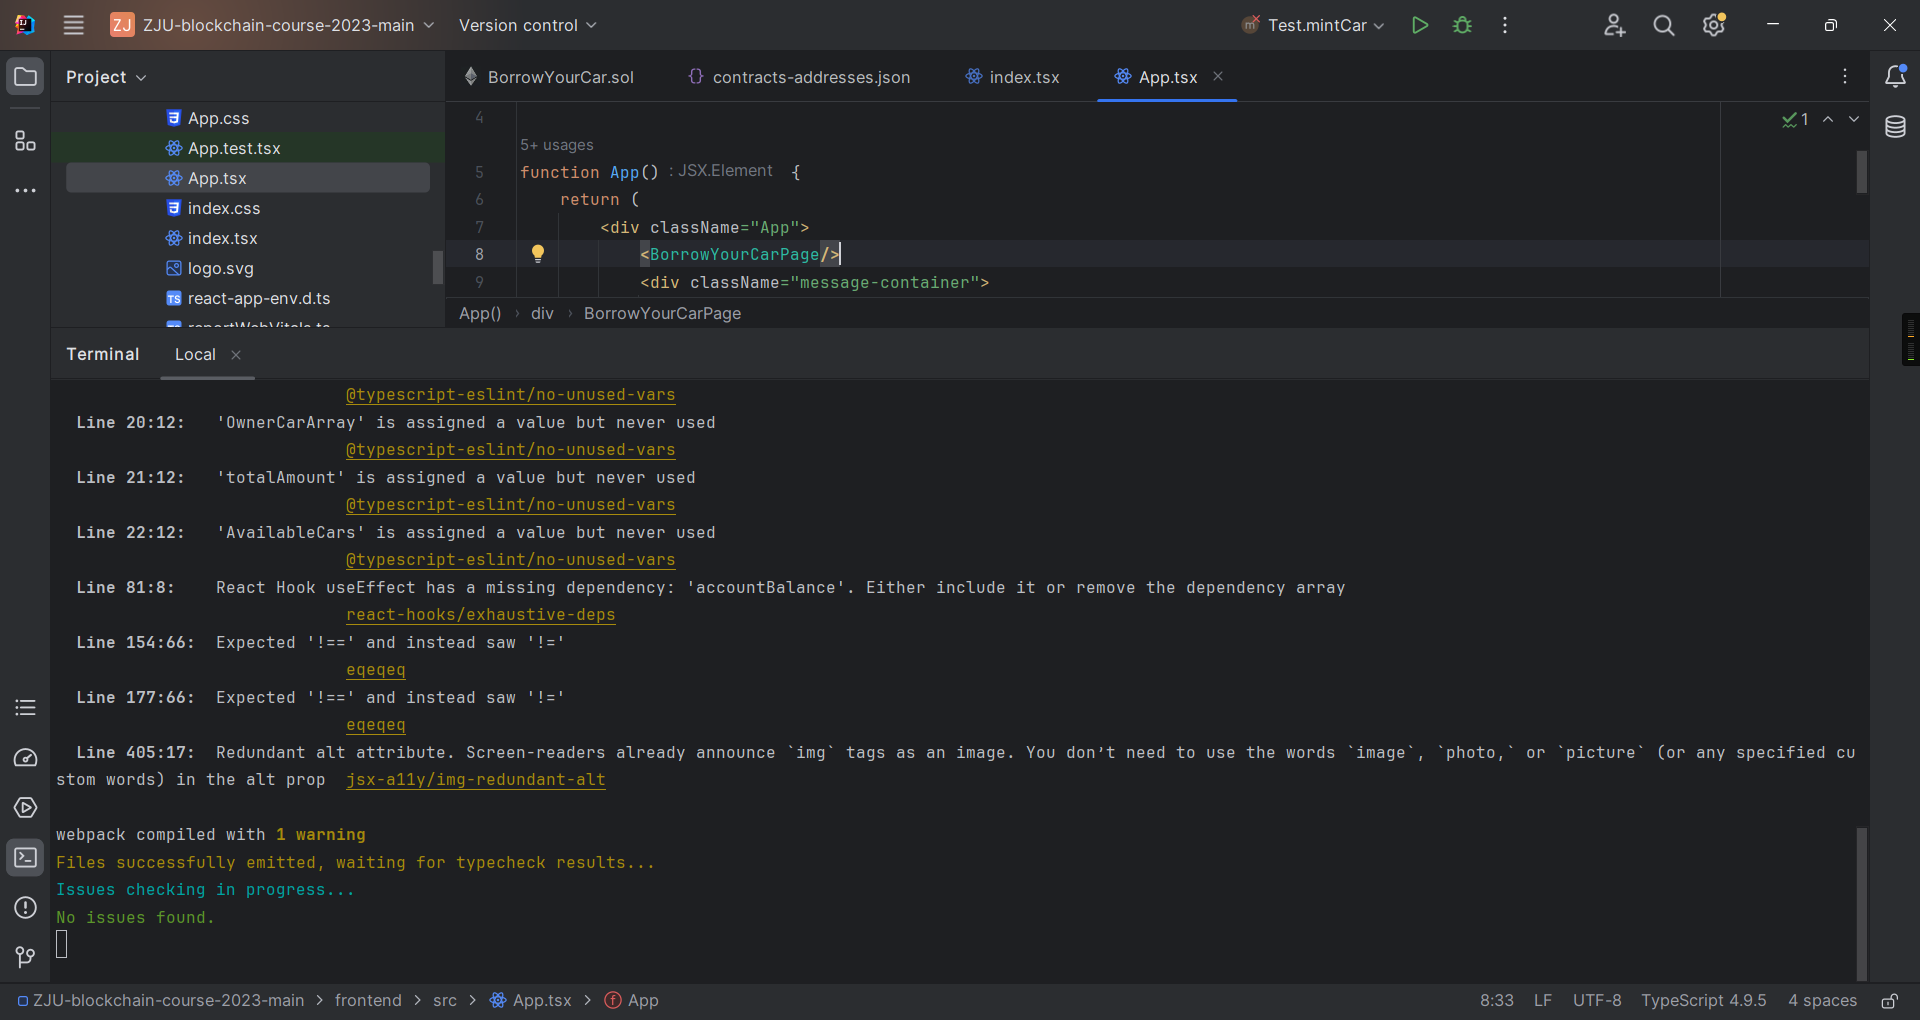 ZJ ZJU-blockchain-course-2023-main Version control Test.mintCar
Project
BorrowYourCar.sol contracts-addresses.json index.tsx App.tsx
App.css
App.test.tsx
App.tsx
index.css
index.tsx
logo.svg
TS react-app-env.d.ts
4
5+ usages
5 function App() : JSX.Element {
6 return (
7 <div className="App">
8 <BorrowYourCarPage/>
9 <div className="message-container">
1
App() › div › BorrowYourCarPage
Terminal Local
@typescript-eslint/no-unused-vars
Line 20:12: 'OwnerCarArray' is assigned a value but never used
@typescript-eslint/no-unused-vars
Line 21:12: 'totalAmount' is assigned a value but never used
@typescript-eslint/no-unused-vars
Line 22:12: 'AvailableCars' is assigned a value but never used
@typescript-eslint/no-unused-vars
Line 81:8: React Hook useEffect has a missing dependency: 'accountBalance'. Either include it or remove the dependency array
react-hooks/exhaustive-deps
Line 154:66: Expected '!==' and instead saw '!='
eqeqeq
Line 177:66: Expected '!==' and instead saw '!='
eqeqeq
Line 405:17: Redundant alt attribute. Screen-readers already announce `img` tags as an image. You don’t need to use the words `image`, `photo,` or `picture` (or any specified cu
stom words) in the alt prop jsx-a11y/img-redundant-alt
webpack compiled with 1 warning
Files successfully emitted, waiting for typecheck results...
Issues checking in progress...
No issues found.
ZJU-blockchain-course-2023-main > frontend > src > App.tsx > App
8:33 LF UTF-8 TypeScript 4.9.5 4 spaces